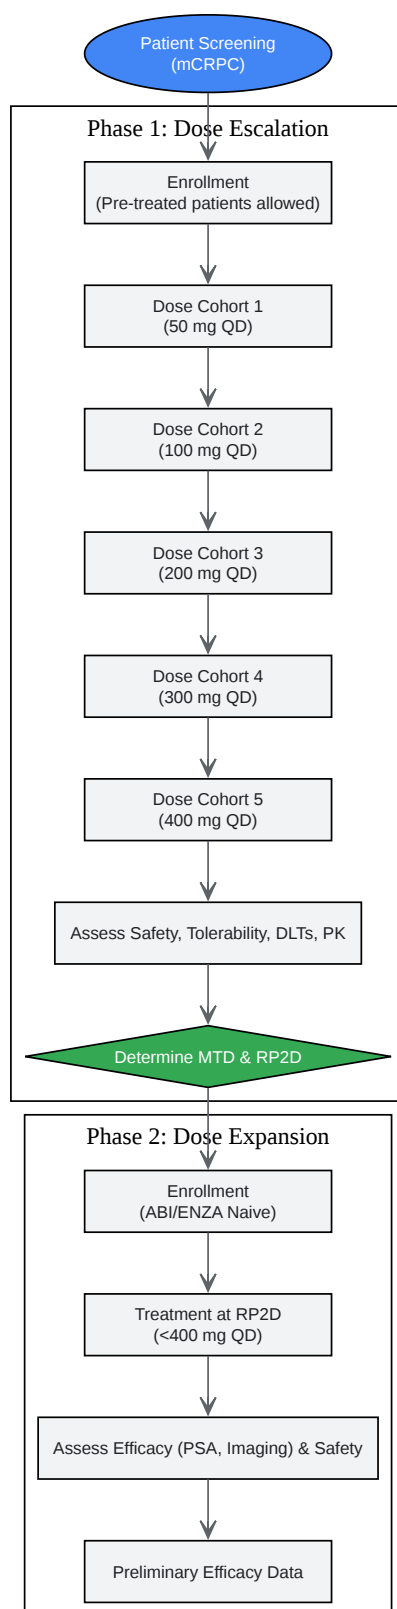 Patient Screening
(mCRPC)
Phase 1: Dose Escalation
Enrollment
(Pre-treated patients allowed)
Dose Cohort 1
(50 mg QD)
Dose Cohort 2
(100 mg QD)
Dose Cohort 3
(200 mg QD)
Dose Cohort 4
(300 mg QD)
Dose Cohort 5
(400 mg QD)
Assess Safety, Tolerability, DLTs, PK
Determine MTD & RP2D
Phase 2: Dose Expansion
Enrollment
(ABI/ENZA Naive)
Treatment at RP2D
(<400 mg QD)
Assess Efficacy (PSA, Imaging) & Safety
Preliminary Efficacy Data